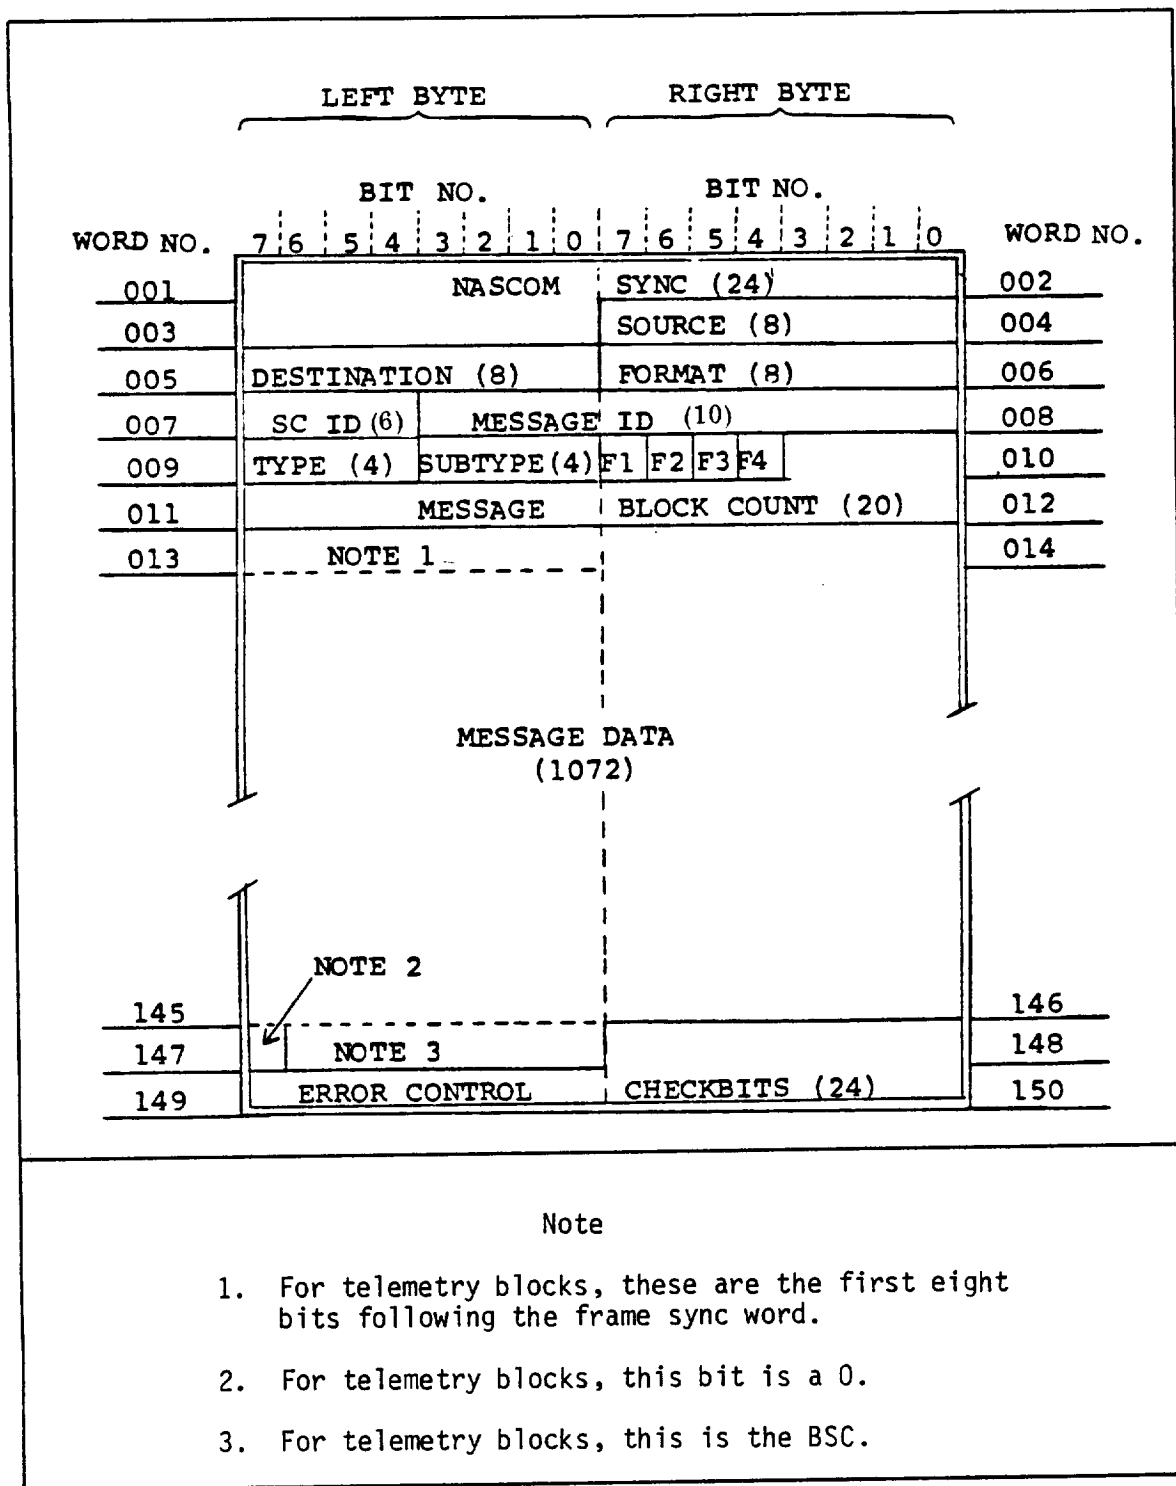 LEFT BYTE RIGHT BYTE
BIT NO. BIT NO.
WORD NO. 7 6 5 4 3 2 1 0 7 6 5 4 3 2 1 0 WORD NO.
001 NASCOM SYNC (24) 002
003 SOURCE (8) 004
005 DESTINATION (8) FORMAT (8) 006
007 SC ID (6) MESSAGE ID (10) 008
009 TYPE (4) SUBTYPE (4) F1 F2 F3 F4 010
011 MESSAGE BLOCK COUNT (20) 012
013 NOTE 1 014
MESSAGE DATA
(1072)
NOTE 2
145 146
147 NOTE 3 148
149 ERROR CONTROL CHECKBITS (24) 150
Note
1. For telemetry blocks, these are the first eight
bits following the frame sync word.
2. For telemetry blocks, this bit is a 0.
3. For telemetry blocks, this is the BSC.